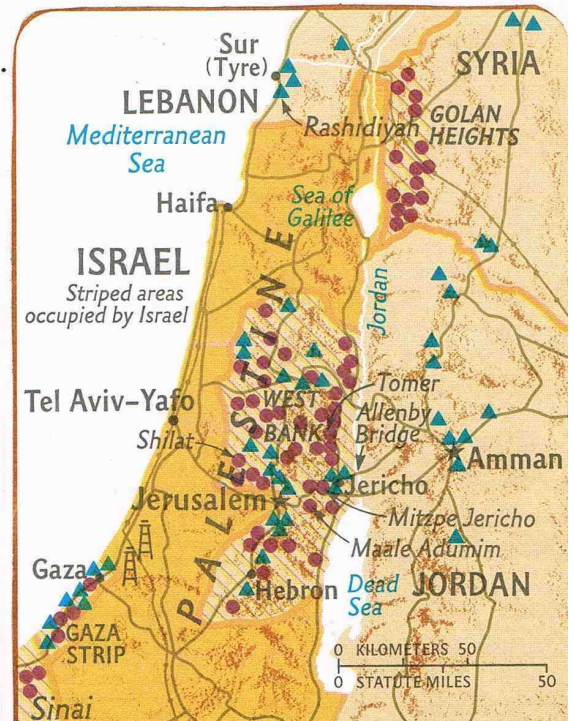 Sur
(Tyre)
SYRIA
LEBANON
Rashidiyah
GOLAN
HEIGHTS
Mediterranean
Sea
Haifa
Sea of
Galilee
ISRAEL
Striped areas
occupied by Israel
PALESTINE
Jordan
Tel Aviv–Yafo
WEST
BANK
Tomer
Allenby
Bridge
Shilat
Amman
Jerusalem
Jericho
Mitzpe Jericho
Maale Adumim
Gaza
Hebron
Dead
Sea
JORDAN
GAZA
STRIP
0 KILOMETERS 50
0 STATUTE MILES 50
Sinai